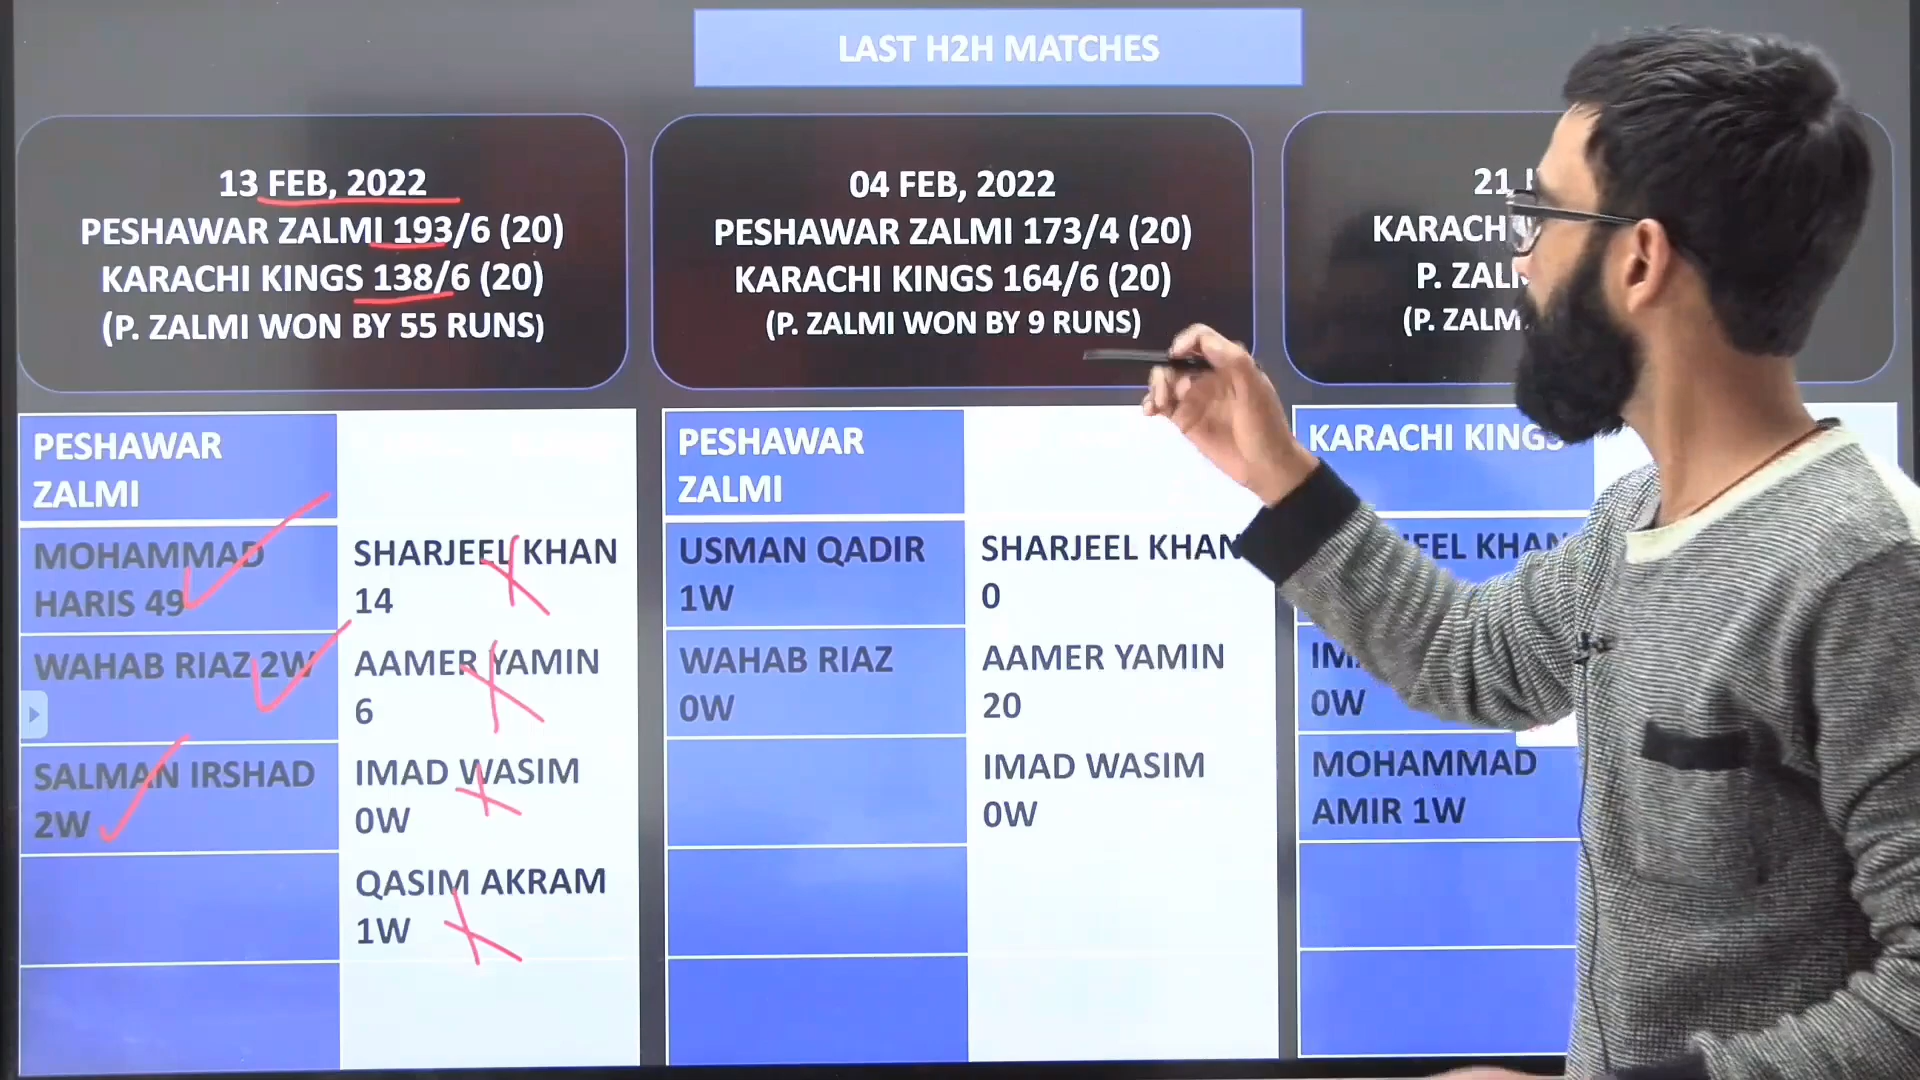 LAST H2H MATCHES
13 FEB, 2022
PESHAWAR ZALMI 193/6 (20)
KARACHI KINGS 138/6 (20)
(P. ZALMI WON BY 55 RUNS)
04 FEB, 2022
PESHAWAR ZALMI 173/4 (20)
KARACHI KINGS 164/6 (20)
(P. ZALMI WON BY 9 RUNS)
21
P.
PESHAWAR
ZALMI
MOHAMMAD
HARIS 49
WAHAB RIAZ 2W
SALMAN IRSHAD
2W
SHARJEEL KHAN
14
AAMER YAMIN
6
IMAD WASIM
0W
QASIM AKRAM
1W
PESHAWAR
ZALMI
USMAN QADIR
1W
WAHAB RIAZ
0W
SHARJEEL KHAN
0
AAMER YAMIN
20
IMAD WASIM
0W
KARACHI KINGS
KHAN
0W
MOHAMMAD
AMIR 1W